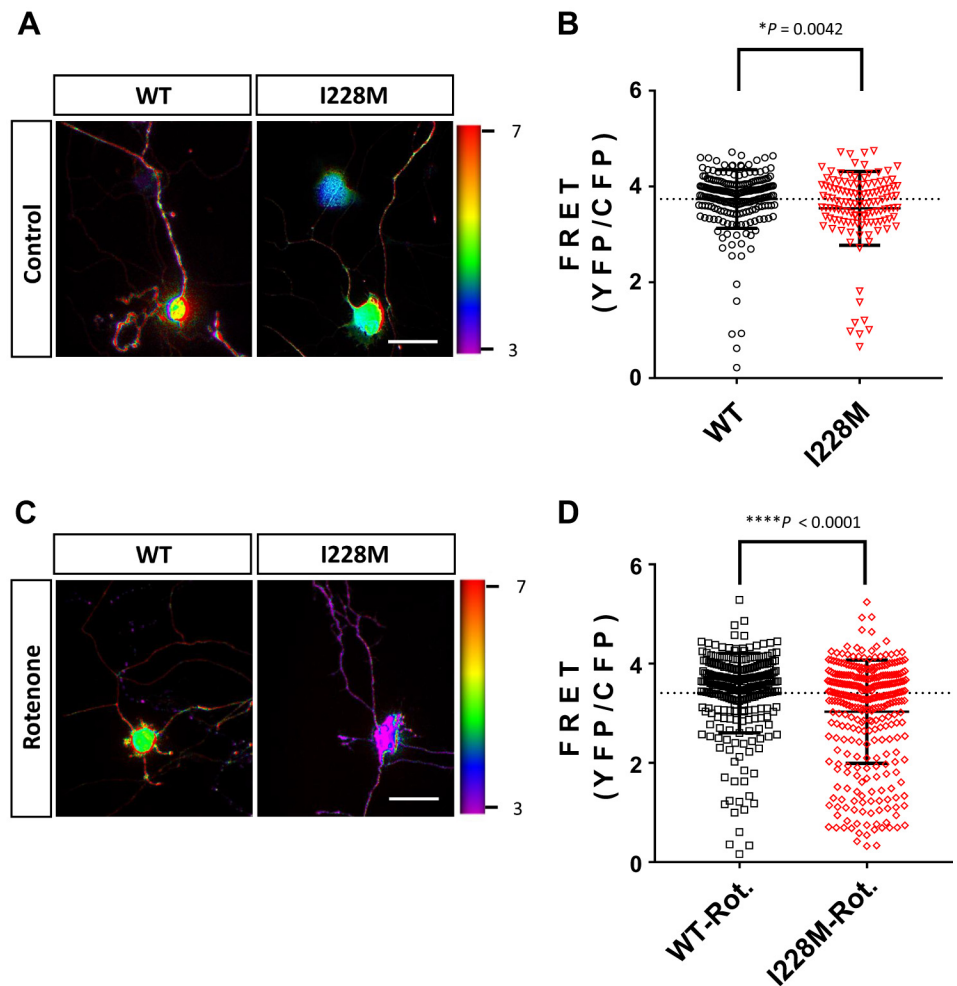 A
WT
I228M
Control
7
3
B
*P = 0.0042
FRET
(YFP/CFP)
6
4
2
0
WT
I228M
C
WT
I228M
Rotenone
7
3
D
****P < 0.0001
FRET
(YFP/CFP)
6
4
2
0
WT-Rot.
I228M-Rot.